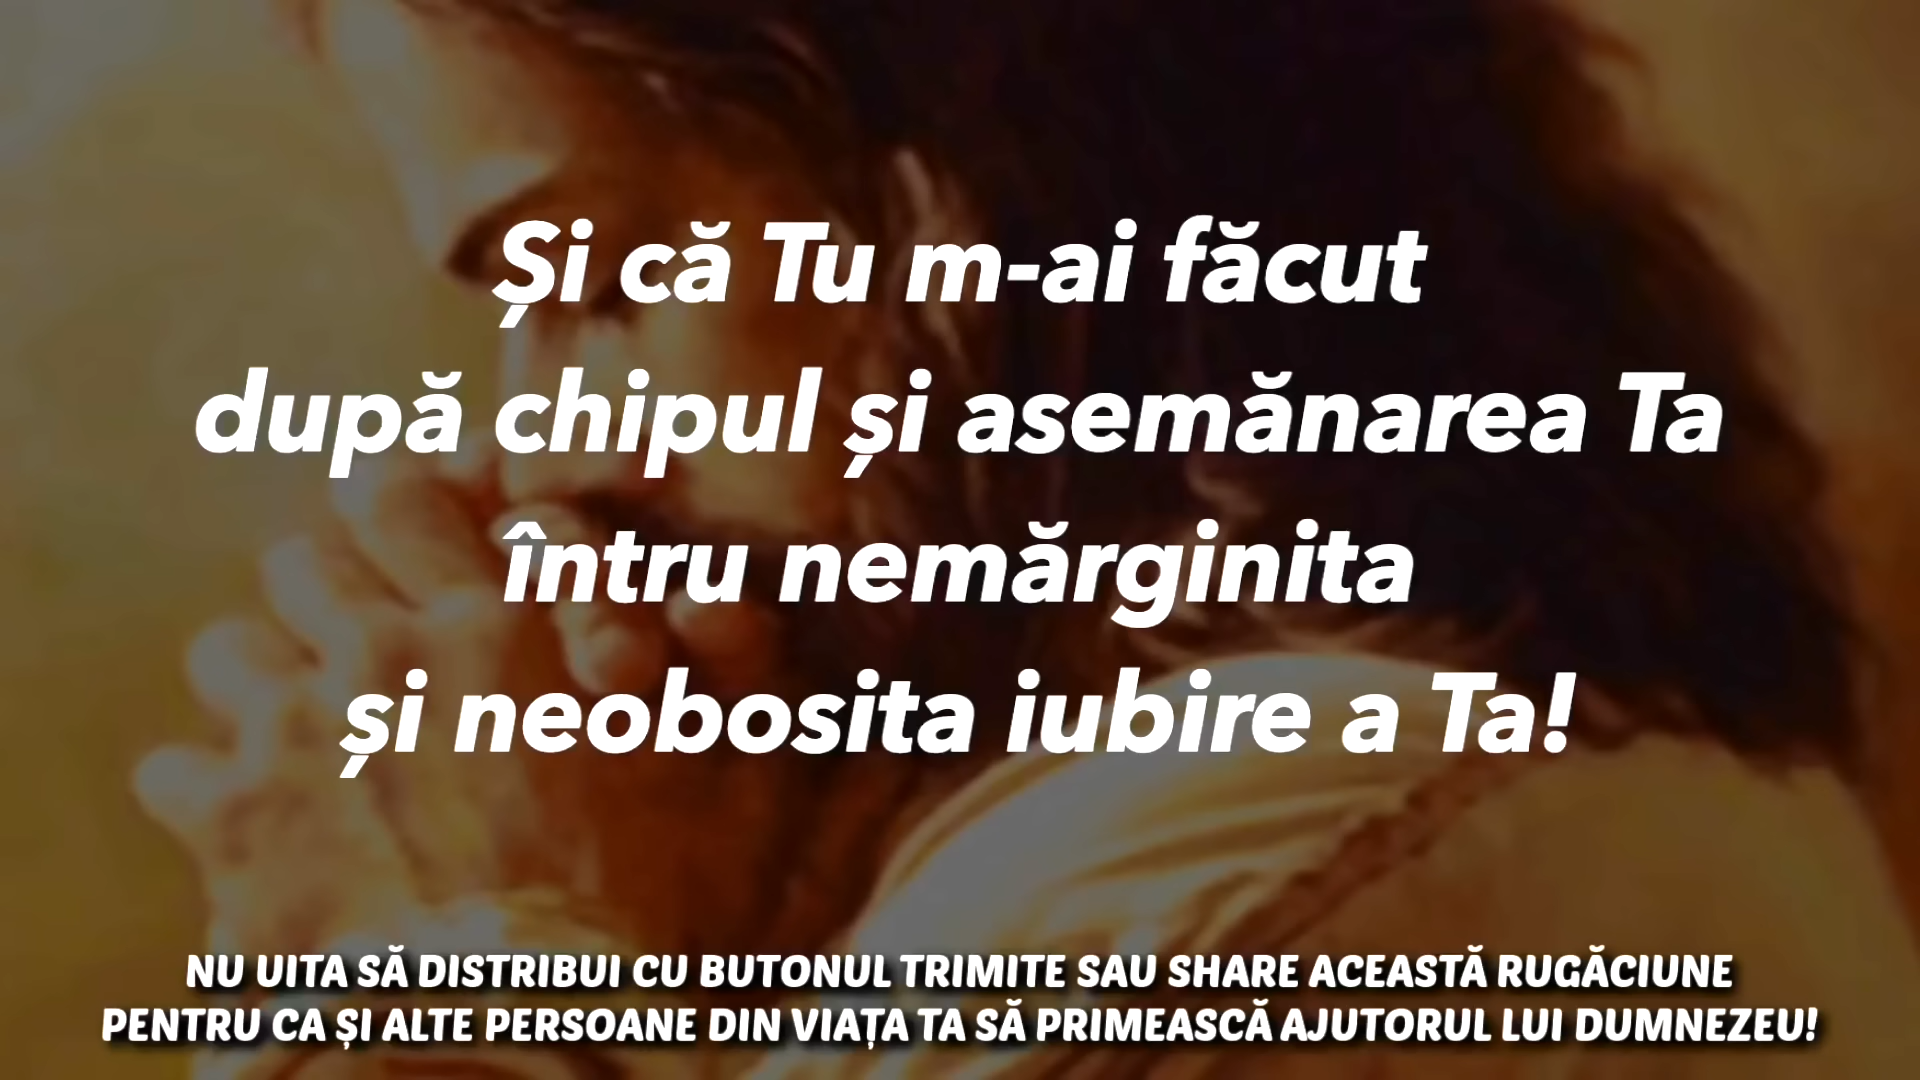 Și că Tu m-ai făcut
după chipul și asemănarea Ta
întru nemărginita
și neobosita iubire a Ta!
NU UITA SĂ DISTRIBUI CU BUTONUL TRIMITE SAU SHARE ACEASTĂ RUGĂCIUNE
PENTRU CA ȘI ALTE PERSOANE DIN VIAȚA TA SĂ PRIMEASCĂ AJUTORUL LUI DUMNEZEU!